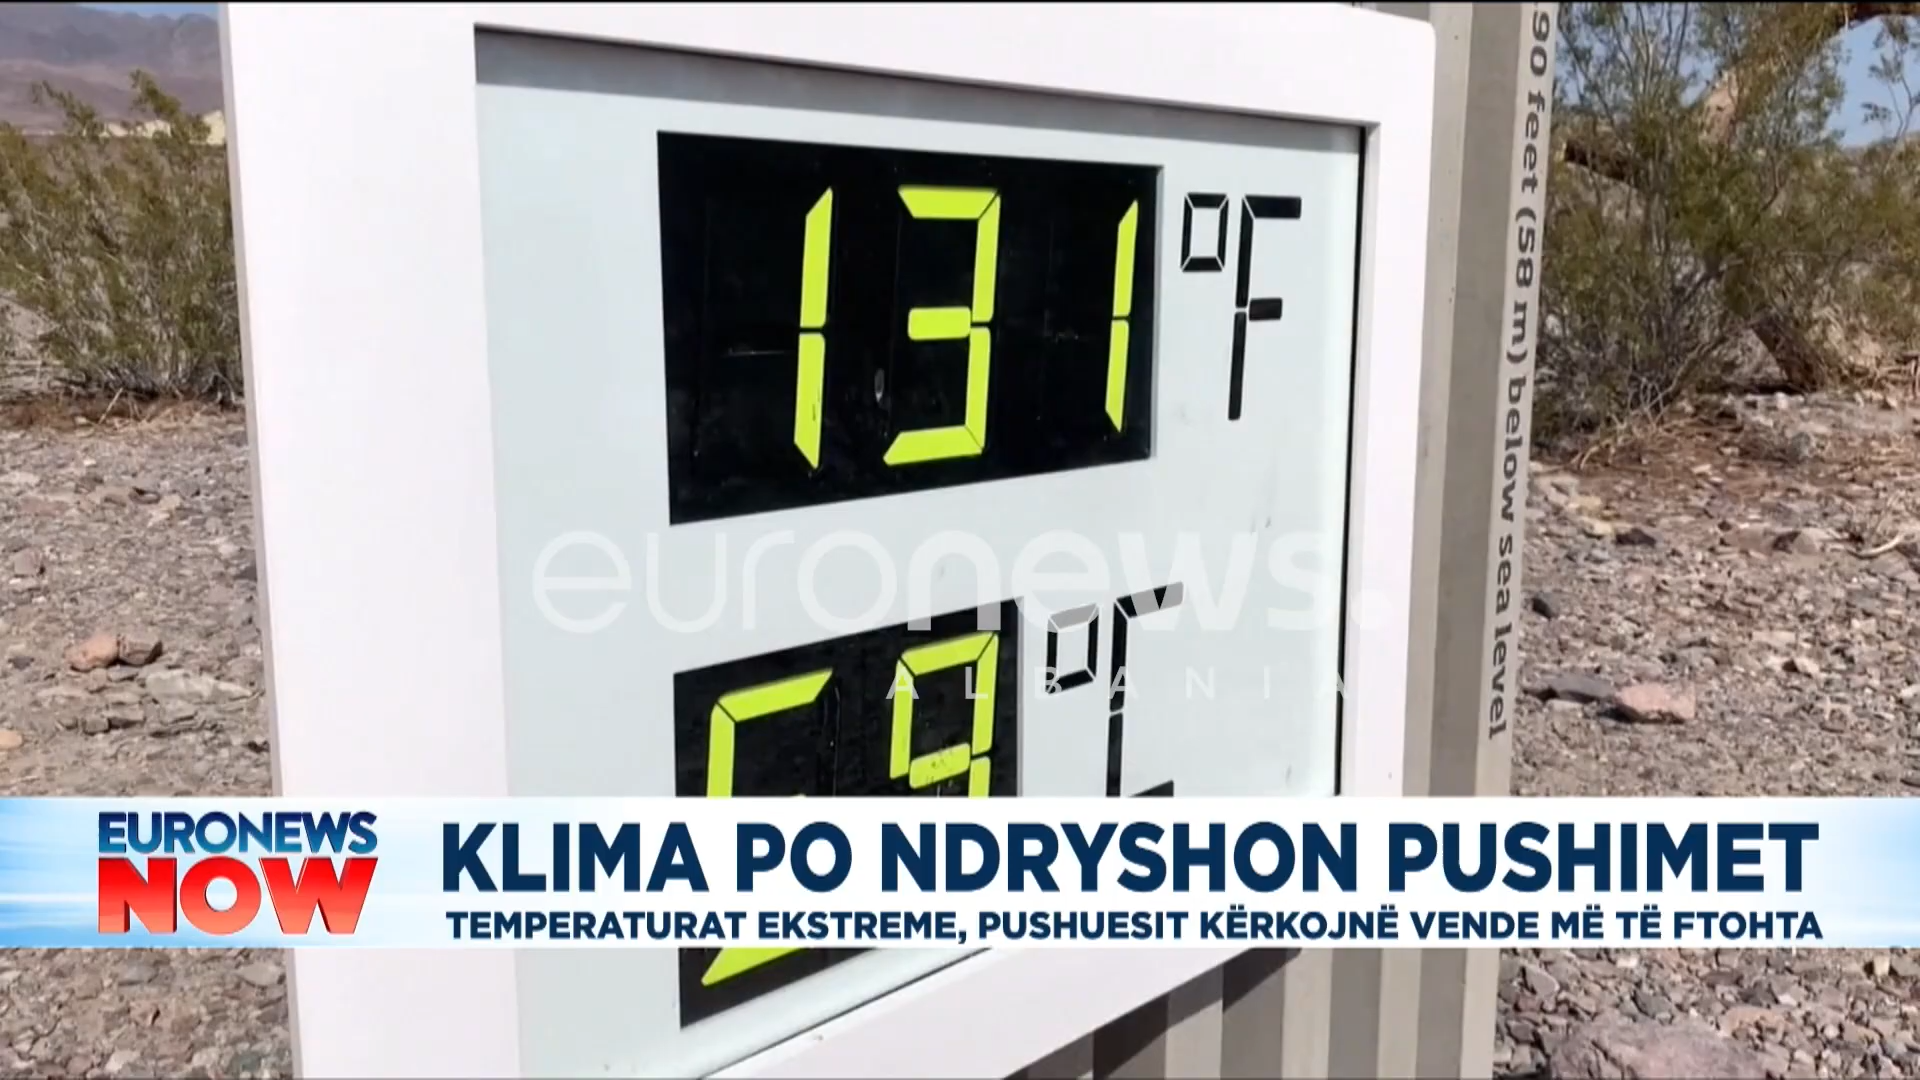 131 °F
°C
190 feet (58 m) below sea level
euronews.
ALBANIA
EURONEWS
NOW
KLIMA PO NDRYSHON PUSHIMET
TEMPERATURAT EKSTREME, PUSHUESIT KËRKOJNË VENDE MË TË FTOHTA